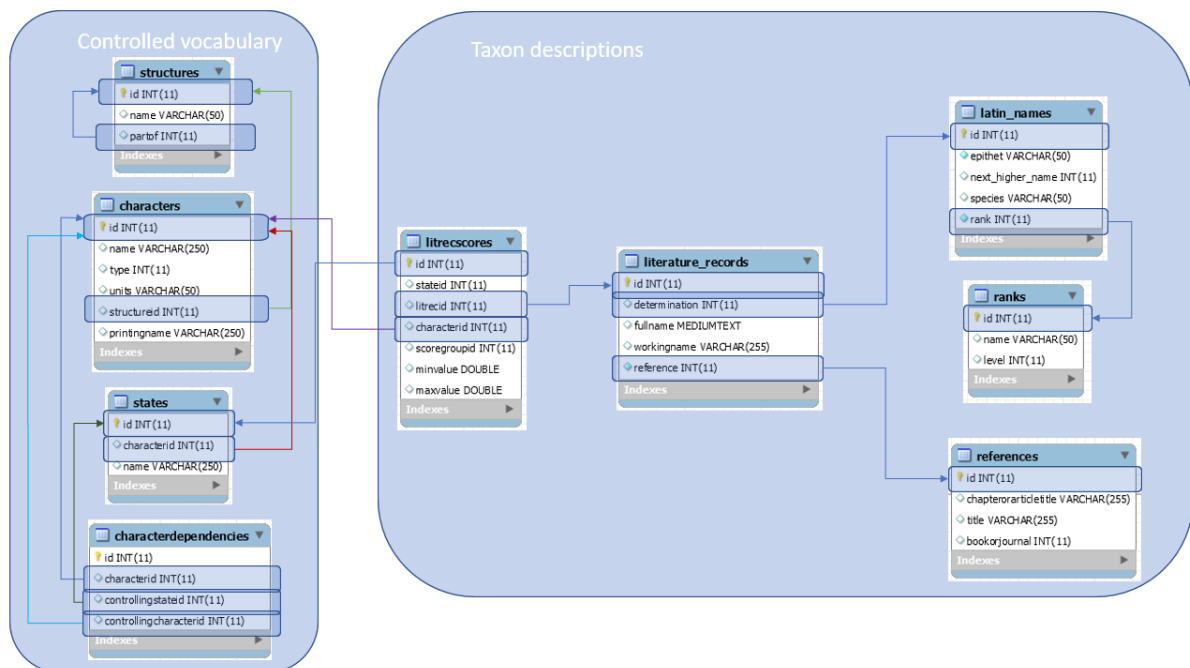 Controlled vocabulary
structures
id INT(11)
name VARCHAR(50)
partof INT(11)
Indexes
characters
id INT(11)
name VARCHAR(250)
type INT(11)
units VARCHAR(50)
structureid INT(11)
printingname VARCHAR(250)
Indexes
states
id INT(11)
characterid INT(11)
name VARCHAR(250)
Indexes
characterdependencies
id INT(11)
characterid INT(11)
controllingstateid INT(11)
controllingcharacterid INT(11)
Indexes
Taxon descriptions
litrecscores
id INT(11)
stateid INT(11)
litrecid INT(11)
characterid INT(11)
scoregroupid INT(11)
minvalue DOUBLE
maxvalue DOUBLE
Indexes
literature_records
id INT(11)
determination INT(11)
fullname MEDIUMTEXT
workingname VARCHAR(255)
reference INT(11)
Indexes
latin_names
id INT(11)
epithet VARCHAR(50)
next_higher_name INT(11)
species VARCHAR(50)
rank INT(11)
Indexes
ranks
id INT(11)
name VARCHAR(50)
level INT(11)
Indexes
references
id INT(11)
chapterorarticletitle VARCHAR(255)
title VARCHAR(255)
bookorjournal INT(11)
Indexes